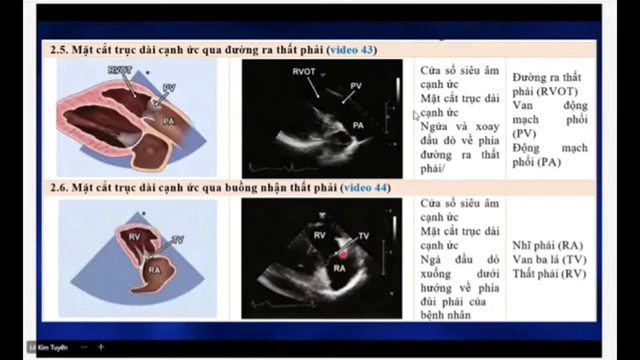 2.5. Mặt cắt trục dài cạnh ức qua đường ra thất phải (video 43)
RVOT
PV
PA
RVOT
PV
PA
Cửa sổ siêu âm
cạnh ức
Mặt cắt trục dài
cạnh ức
Ngửa và xoay
đầu dò về phía
đường ra thất
phải/
Đường ra thất
phải (RVOT)
Van động
mạch phổi
(PV)
Động mạch
phổi (PA)
2.6. Mặt cắt trục dài cạnh ức qua buồng nhận thất phải (video 44)
RV
TV
RA
RV
TV
RA
Cửa sổ siêu âm
cạnh ức
Mặt cắt trục dài
cạnh ức
Ngả đầu dò
xuống dưới
hướng về phía
đùi phải của
bệnh nhân
Nhĩ phải (RA)
Van ba lá (TV)
Thất phải (RV)
Lê Kim Tuyến